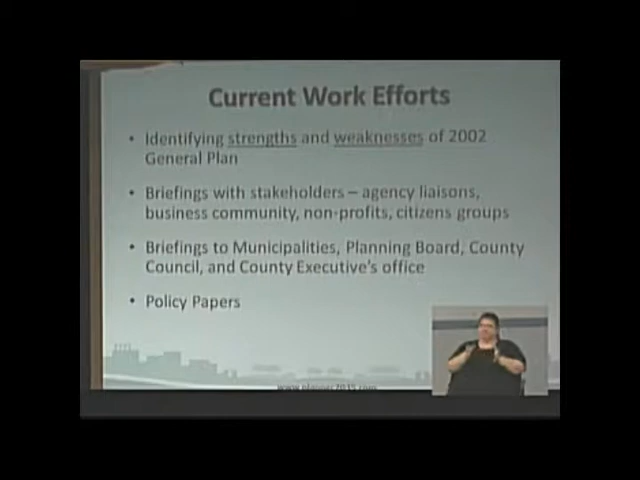 Current Work Efforts
• Identifying strengths and weaknesses of 2002
General Plan
• Briefings with stakeholders – agency liaisons,
business community, non-profits, citizens groups
• Briefings to Municipalities, Planning Board, County
Council, and County Executive's office
• Policy Papers